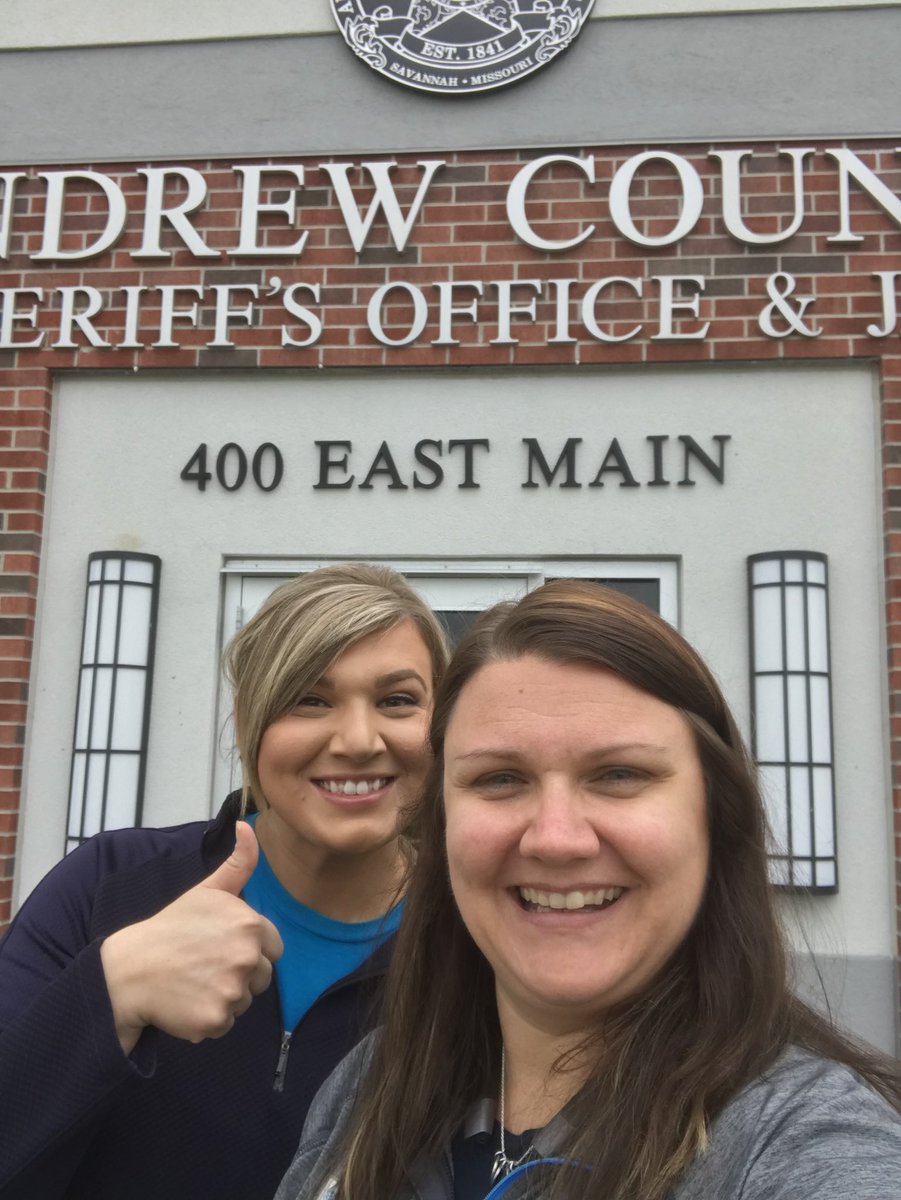 EST. 1841
SAVANNAH • MISSOURI
NDREW COUN
ERIFF'S OFFICE & J
400 EAST MAIN